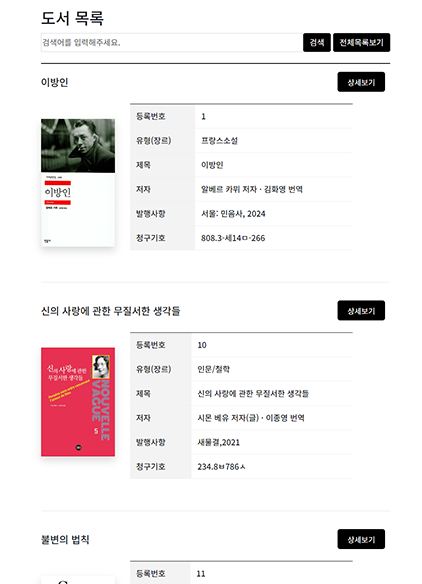 도서 목록
검색어를 입력해주세요.
검색
전체목록보기
이방인
상세보기
이방인
등록번호 1
유형(장르) 프랑스소설
제목 이방인
저자 알베르 카뮈 저자 · 김화영 번역
발행사항 서울: 민음사, 2024
청구기호 808.3-세14ㅁ-266
신의 사랑에 관한 무질서한 생각들
상세보기
신의 사랑에 관한
무질서한 생각들
NOUVELLE
VAGUE
5
등록번호 10
유형(장르) 인문/철학
제목 신의 사랑에 관한 무질서한 생각들
저자 시몬 베유 저자(글) · 이종영 번역
발행사항 새물결,2021
청구기호 234.8ㅂ786ㅅ
불변의 법칙
상세보기
등록번호 11